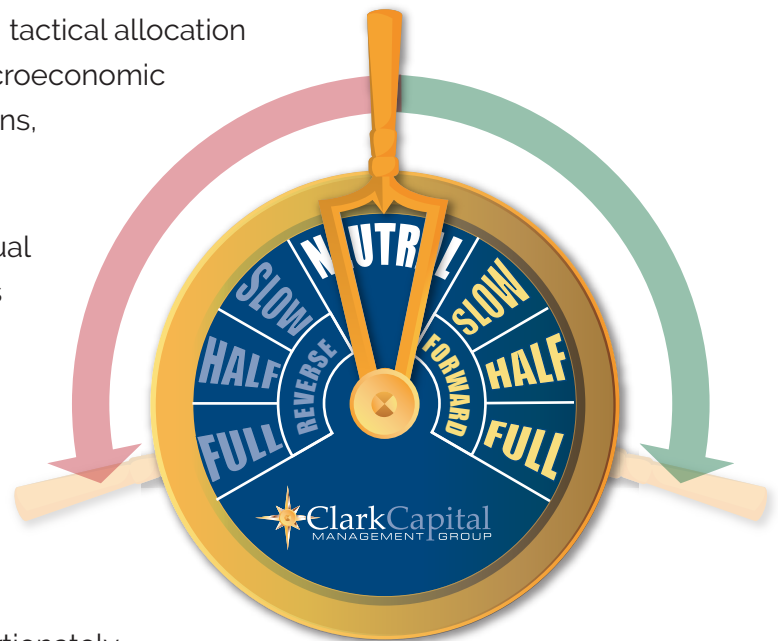 tactical allocation
croeconomic
ns,
ual
s
NEUTRAL
SLOW
HALF
FULL
REVERSE
FORWARD
SLOW
HALF
FULL
ClarkCapital
MANAGEMENT GROUP